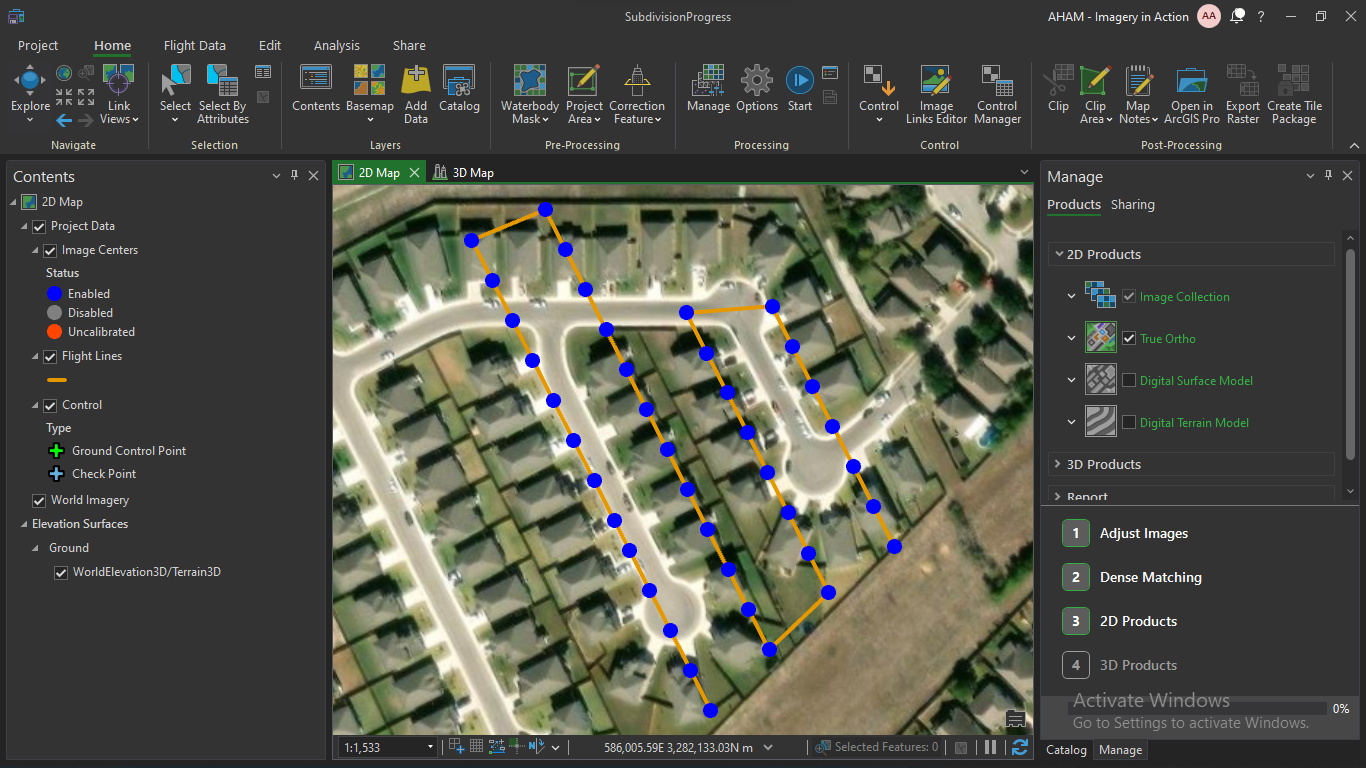 SubdivisionProgress
AHAM - Imagery in Action
AA
?
Project
Home
Flight Data
Edit
Analysis
Share
Explore
Link Views
Select
Select By Attributes
Contents
Basemap
Add Data
Catalog
Waterbody Mask
Project Area
Correction Feature
Manage
Options
Start
Control
Image Links Editor
Control Manager
Clip
Clip Area
Map Notes
Open in ArcGIS Pro
Export Raster
Create Tile Package
Navigate
Selection
Layers
Pre-Processing
Processing
Control
Post-Processing
Contents
2D Map
Project Data
Image Centers
Status
Enabled
Disabled
Uncalibrated
Flight Lines
Control
Type
Ground Control Point
Check Point
World Imagery
Elevation Surfaces
Ground
WorldElevation3D/Terrain3D
2D Map
3D Map
1:1,533
586,005.59E 3,282,133.03N m
Selected Features: 0
Manage
Products
Sharing
2D Products
Image Collection
True Ortho
Digital Surface Model
Digital Terrain Model
3D Products
Report
1 Adjust Images
2 Dense Matching
3 2D Products
4 3D Products
Activate Windows
0%
Go to Settings to activate Windows.
Catalog
Manage